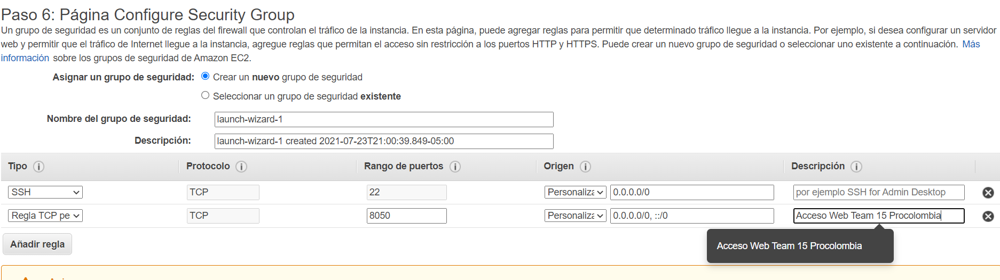 Paso 6: Página Configure Security Group
Un grupo de seguridad es un conjunto de reglas del firewall que controlan el tráfico de la instancia. En esta página, puede agregar reglas para permitir que determinado tráfico llegue a la instancia. Por ejemplo, si desea configurar un servidor
web y permitir que el tráfico de Internet llegue a la instancia, agregue reglas que permitan el acceso sin restricción a los puertos HTTP y HTTPS. Puede crear un nuevo grupo de seguridad o seleccionar uno existente a continuación. Más
información sobre los grupos de seguridad de Amazon EC2.
Asignar un grupo de seguridad: Crear un nuevo grupo de seguridad
Seleccionar un grupo de seguridad existente
Nombre del grupo de seguridad: launch-wizard-1
Descripción: launch-wizard-1 created 2021-07-23T21:00:39.849-05:00
Tipo i Protocolo i Rango de puertos i Origen i Descripción i
SSH TCP 22 Personaliza 0.0.0.0/0 por ejemplo SSH for Admin Desktop
Regla TCP pe TCP 8050 Personaliza 0.0.0.0/0, ::/0 Acceso Web Team 15 Procolombia
Añadir regla
Acceso Web Team 15 Procolombia